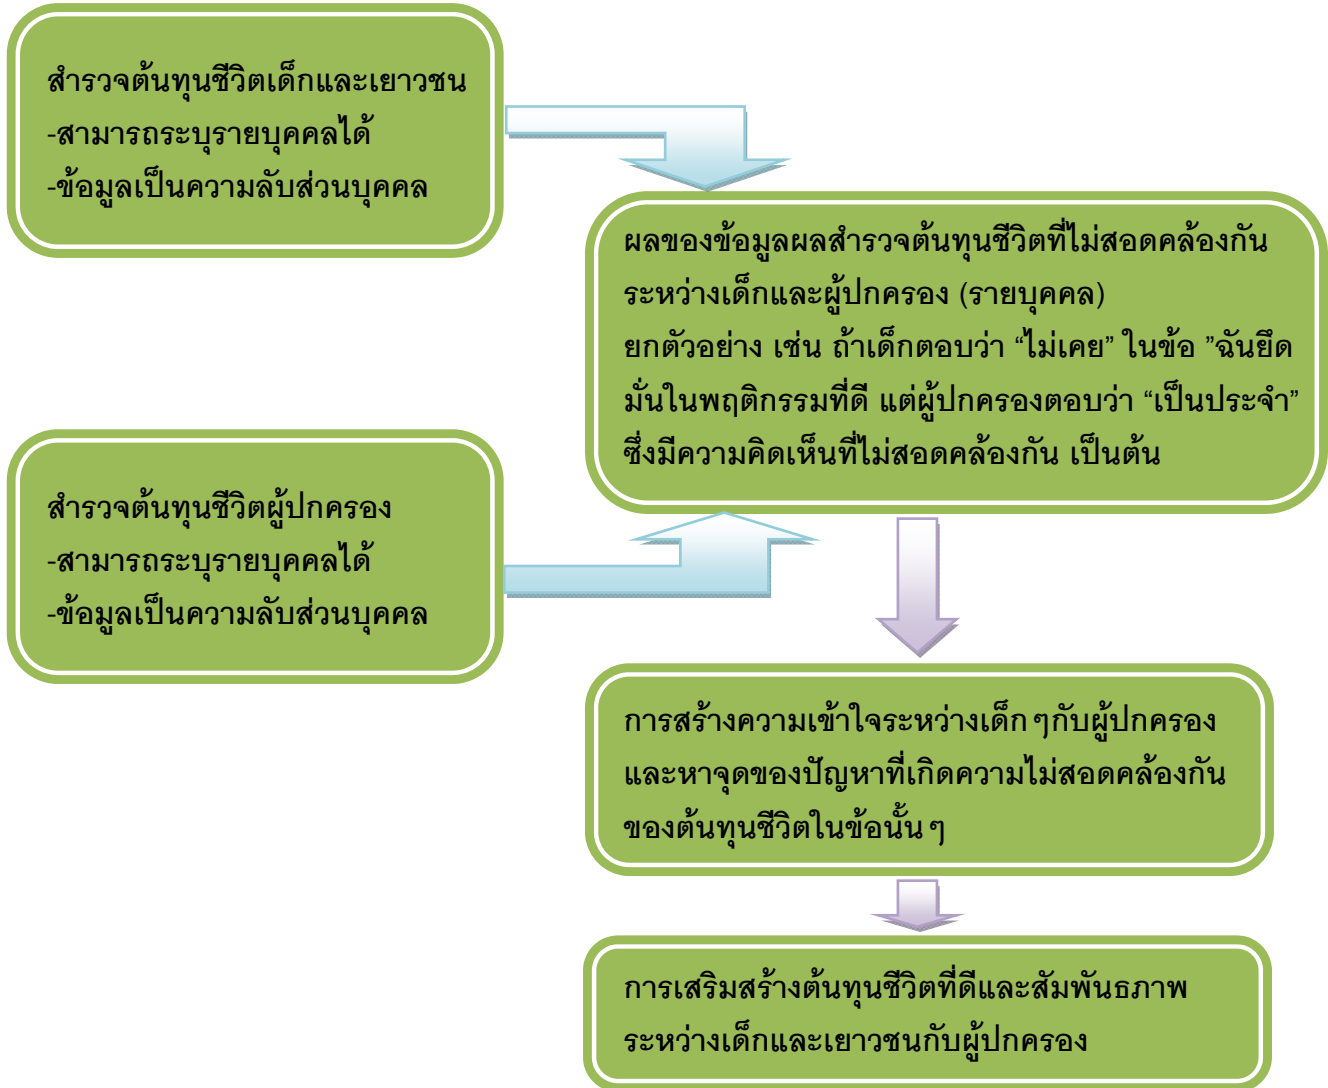 สำรวจต้นทุนชีวิตเด็กและเยาวชน
-สามารถระบุรายบุคคลได้
-ข้อมูลเป็นความลับส่วนบุคคล
ผลของข้อมูลผลสำรวจต้นทุนชีวิตที่ไม่สอดคล้องกัน
ระหว่างเด็กและผู้ปกครอง (รายบุคคล)
ยกตัวอย่าง เช่น ถ้าเด็กตอบว่า “ไม่เคย” ในข้อ ”ฉันยึด
มั่นในพฤติกรรมที่ดี แต่ผู้ปกครองตอบว่า “เป็นประจำ”
ซึ่งมีความคิดเห็นที่ไม่สอดคล้องกัน เป็นต้น
สำรวจต้นทุนชีวิตผู้ปกครอง
-สามารถระบุรายบุคคลได้
-ข้อมูลเป็นความลับส่วนบุคคล
การสร้างความเข้าใจระหว่างเด็กๆกับผู้ปกครอง
และหาจุดของปัญหาที่เกิดความไม่สอดคล้องกัน
ของต้นทุนชีวิตในข้อนั้นๆ
การเสริมสร้างต้นทุนชีวิตที่ดีและสัมพันธภาพ
ระหว่างเด็กและเยาวชนกับผู้ปกครอง